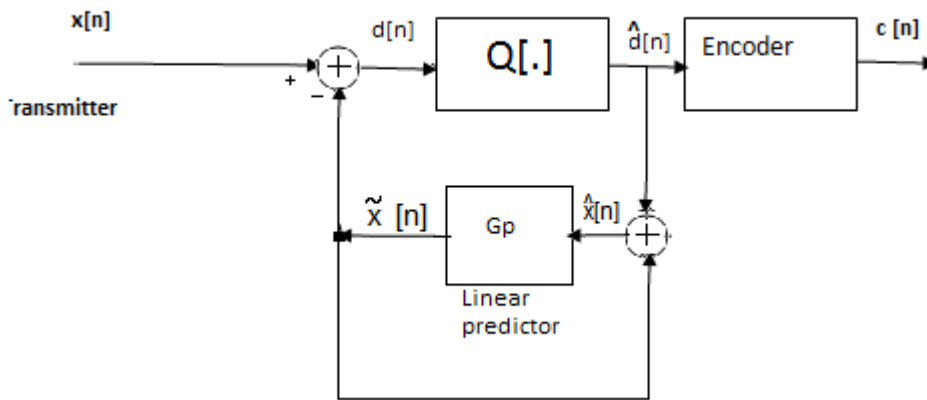 x[n]
d[n]
Q[.]
d̂[n]
Encoder
c [n]
+
+
−
ransmitter
x̃ [n]
Gp
x̂[n]
+
Linear
predictor